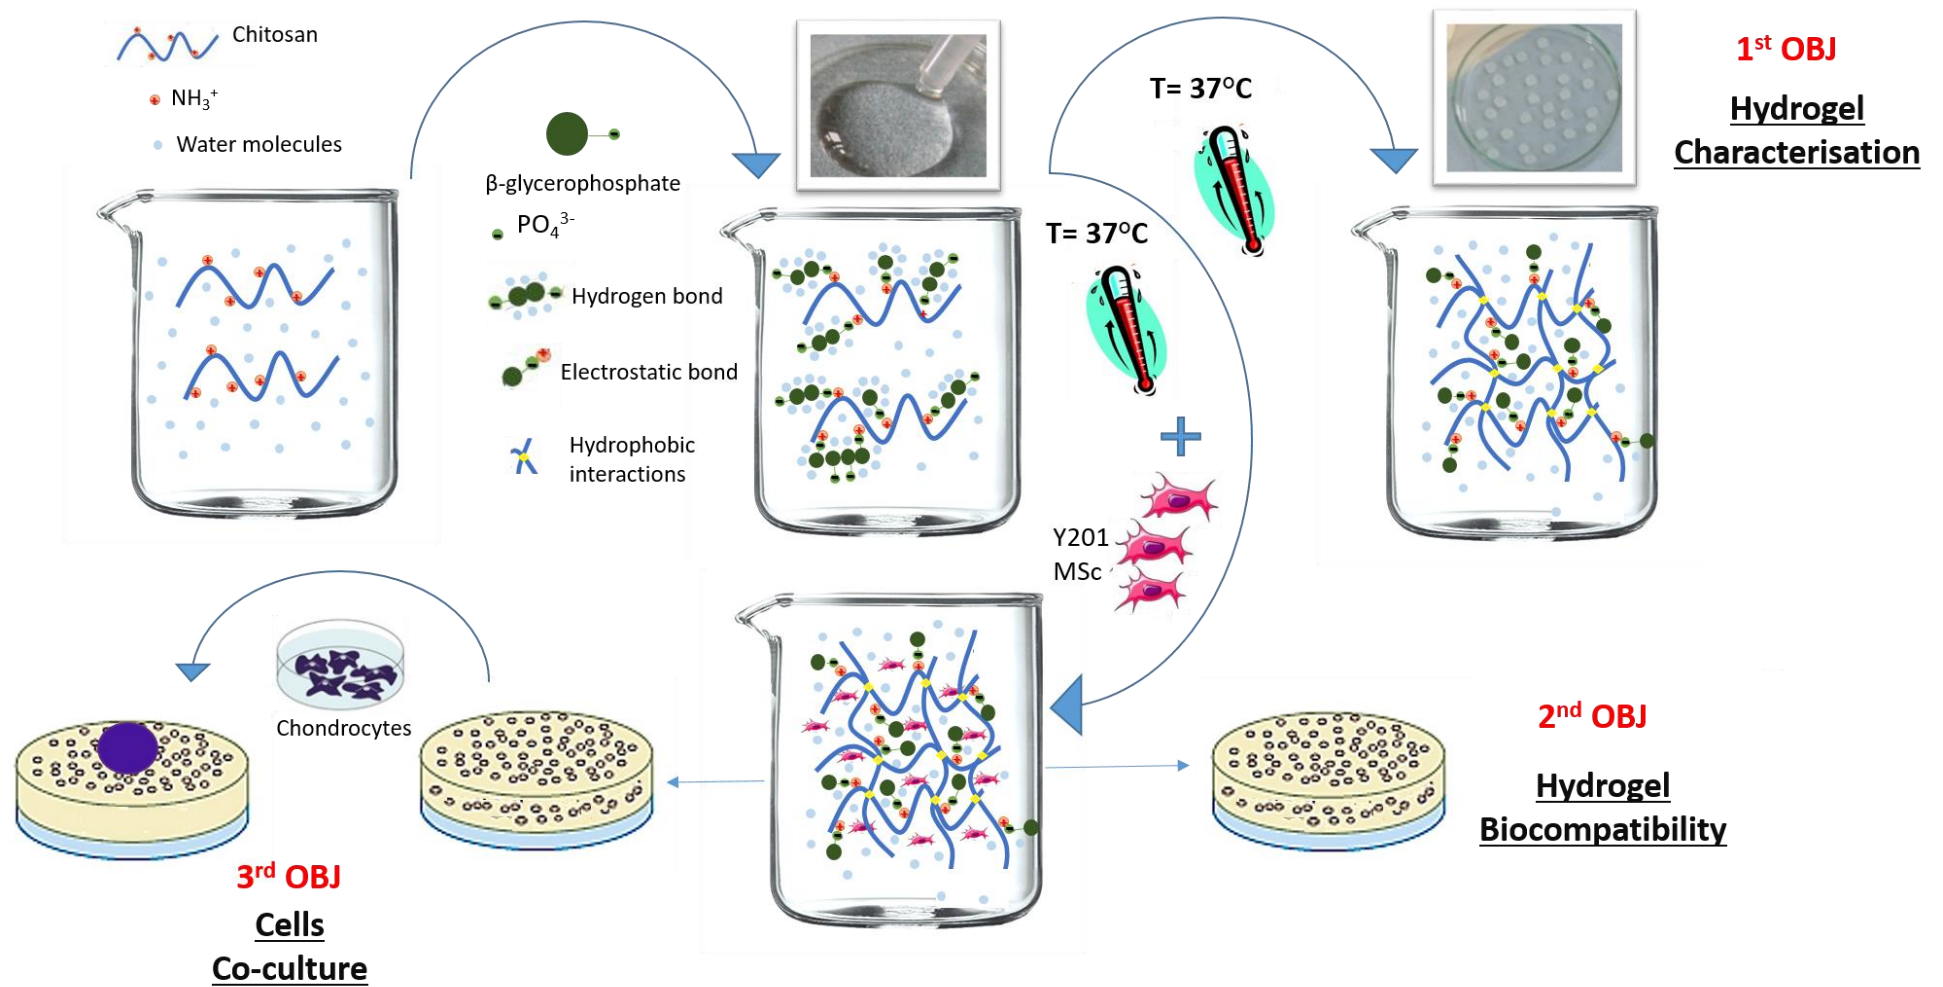 Chitosan
NH₃⁺
Water molecules
β-glycerophosphate
PO₄³⁻
Hydrogen bond
Electrostatic bond
Hydrophobic
interactions
T= 37°C
T= 37°C
1st OBJ
Hydrogel
Characterisation
Y201
MSc
Chondrocytes
2nd OBJ
Hydrogel
Biocompatibility
3rd OBJ
Cells
Co-culture